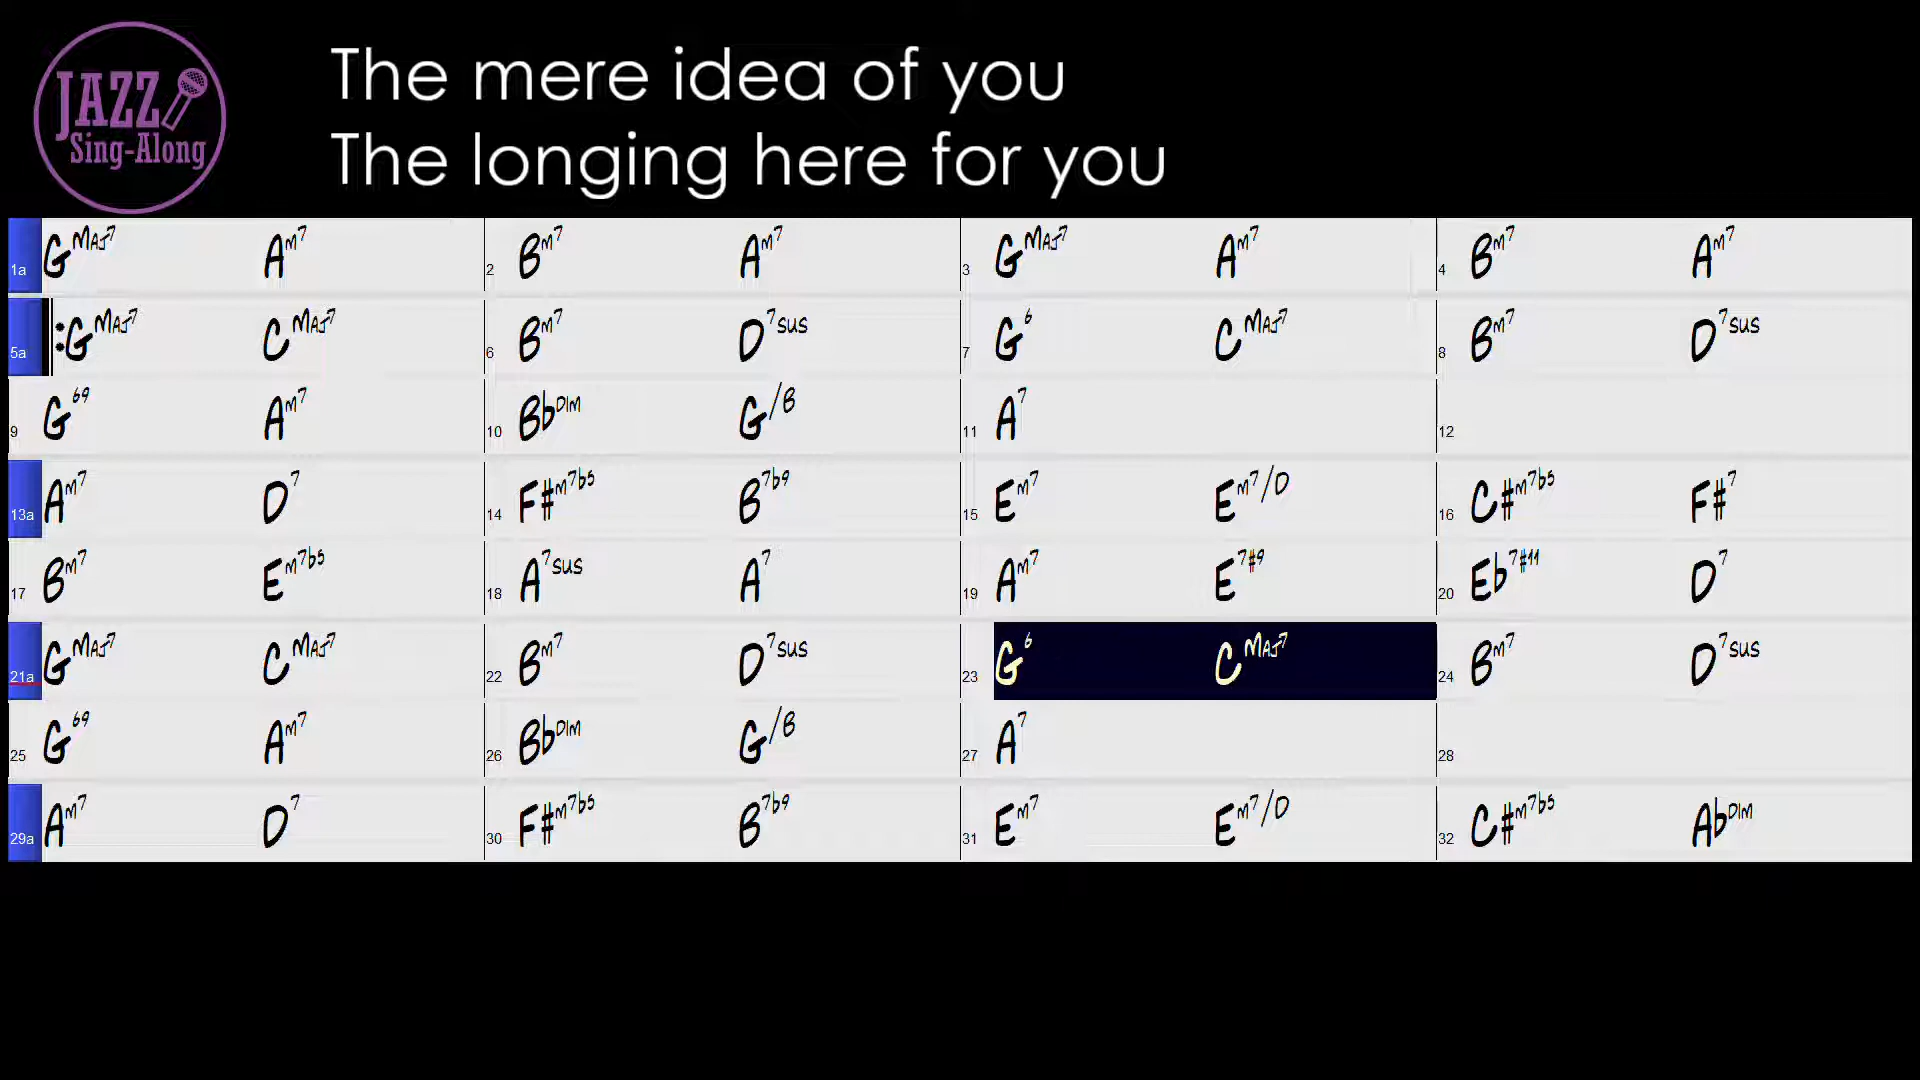 JAZZ
Sing-Along
The mere idea of you
The longing here for you
1a GMAJ7 Am7 2 Bm7 Am7 3 GMAJ7 Am7 4 Bm7 Am7
5a :GMAJ7 CMAJ7 6 Bm7 D7SUS 7 G6 CMAJ7 8 Bm7 D7SUS
9 G69 Am7 10 BbDIM G/B 11 A7 12
13a Am7 D7 14 F#m7b5 B7b9 15 Em7 Em7/D 16 C#m7b5 F#7
17 Bm7 Em7b5 18 A7SUS A7 19 Am7 E7#9 20 Eb7#11 D7
21a GMAJ7 CMAJ7 22 Bm7 D7SUS 23 G6 CMAJ7 24 Bm7 D7SUS
25 G69 Am7 26 BbDIM G/B 27 A7 28
29a Am7 D7 30 F#m7b5 B7b9 31 Em7 Em7/D 32 C#m7b5 AbDIM